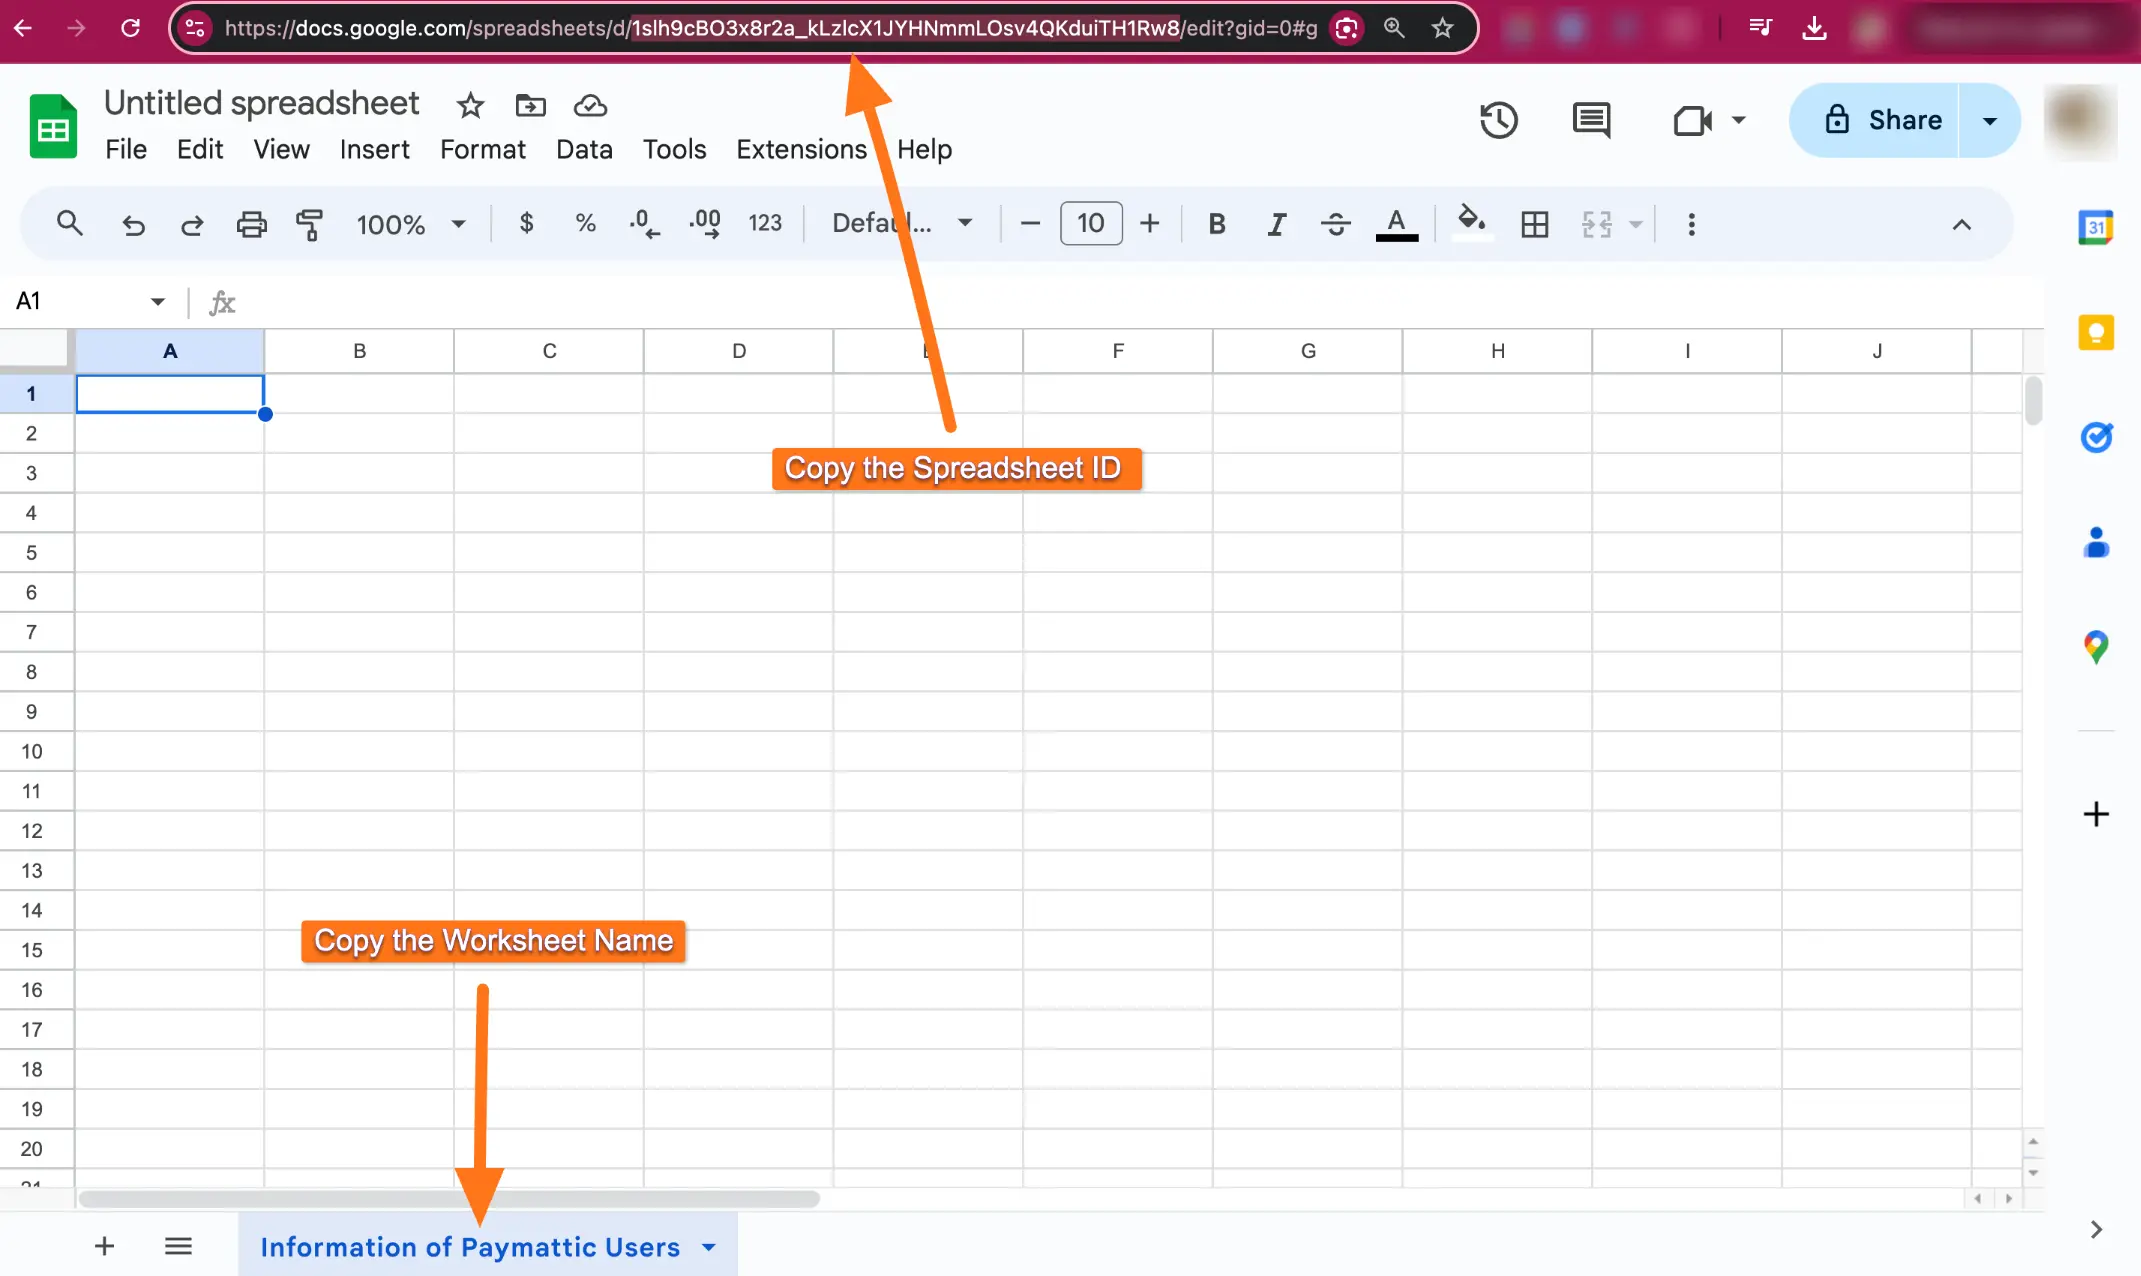 https://docs.google.com/spreadsheets/d/1slh9cBO3x8r2a_kLzlcX1JYHNmmLOsv4QKduiTH1Rw8/edit?gid=0#g
Untitled spreadsheet
File Edit View Insert Format Data Tools Extensions Help
Share
100% $ % .0 .00 123 Defaul... 10 B I A
31
A1 fx
A B C D E F G H I J
1
2
Copy the Spreadsheet ID
3
4
5
6
7
8
9
10
11
12
13
14
Copy the Worksheet Name
15
16
17
18
19
20
21
Information of Paymattic Users